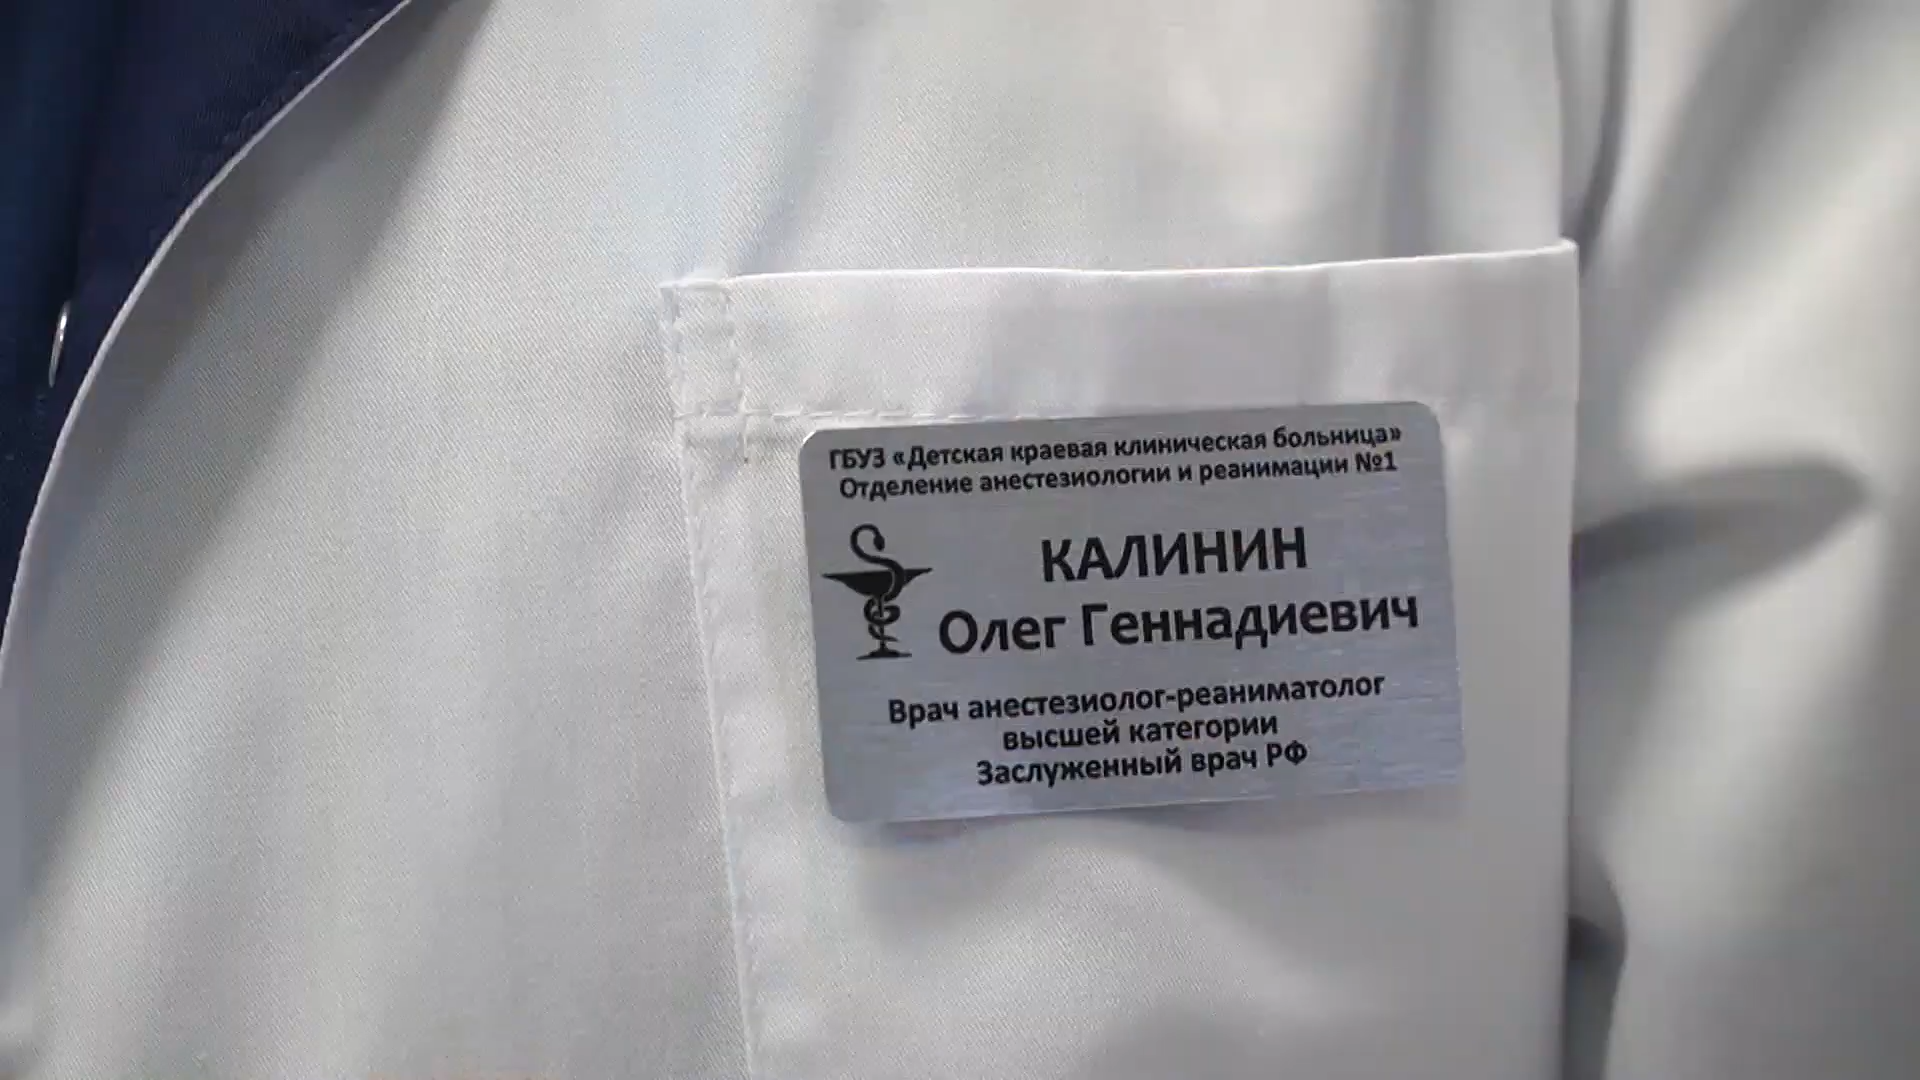 ГБУЗ «Детская краевая клиническая больница»
Отделение анестезиологии и реанимации №1
КАЛИНИН
Олег Геннадиевич
Врач анестезиолог-реаниматолог
высшей категории
Заслуженный врач РФ